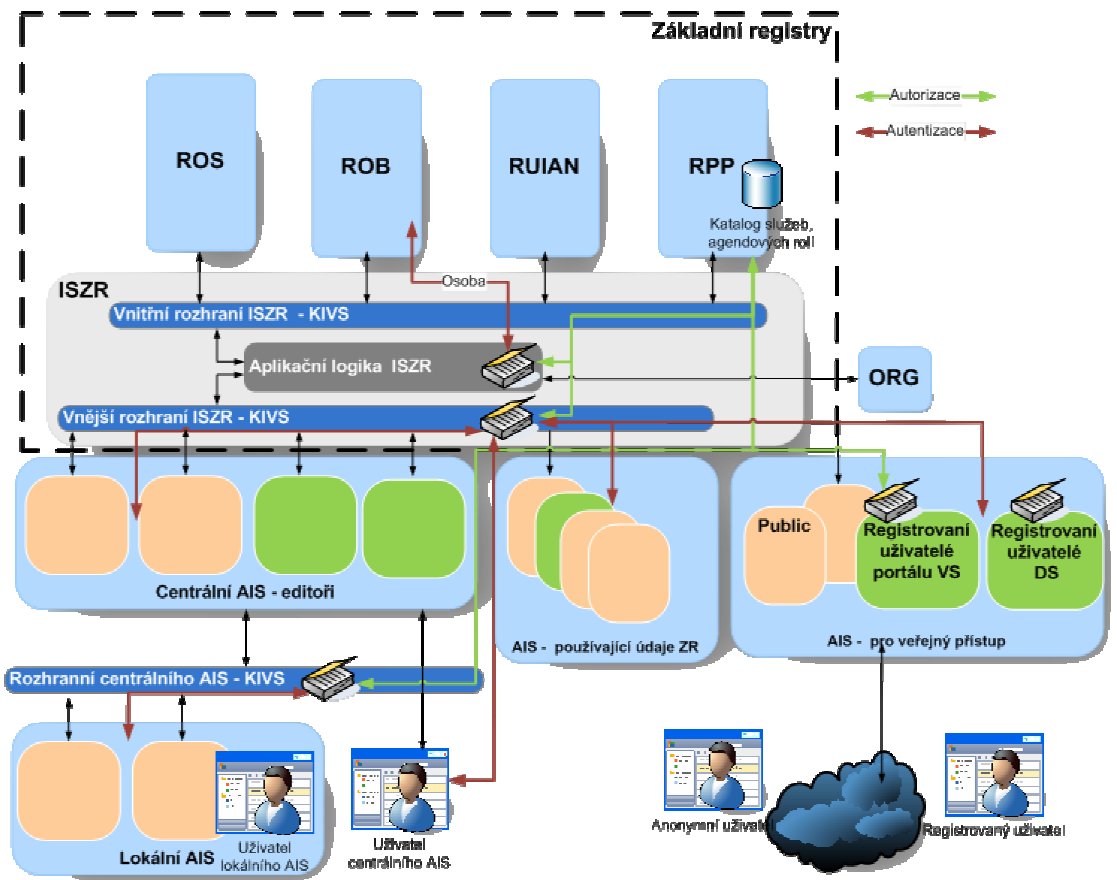 Základní registry
Autorizace
Autentizace
ROS
ROB
RUIAN
RPP
Katalog služeb,
agendových rolí
Osoba
ISZR
Vnitřní rozhraní ISZR - KIVS
Aplikační logika ISZR
ORG
Vnější rozhraní ISZR - KIVS
Public
Registrovaní
uživatelé
portálu VS
Registrovaní
uživatelé
DS
Centrální AIS - editoři
AIS - používající údaje ZR
AIS - pro veřejný přístup
Rozhranní centrálního AIS - KIVS
Anonymní uživatel
Registrovaný uživatel
Uživatel
lokálního AIS
Lokální AIS
Uživatel
centrálního AIS